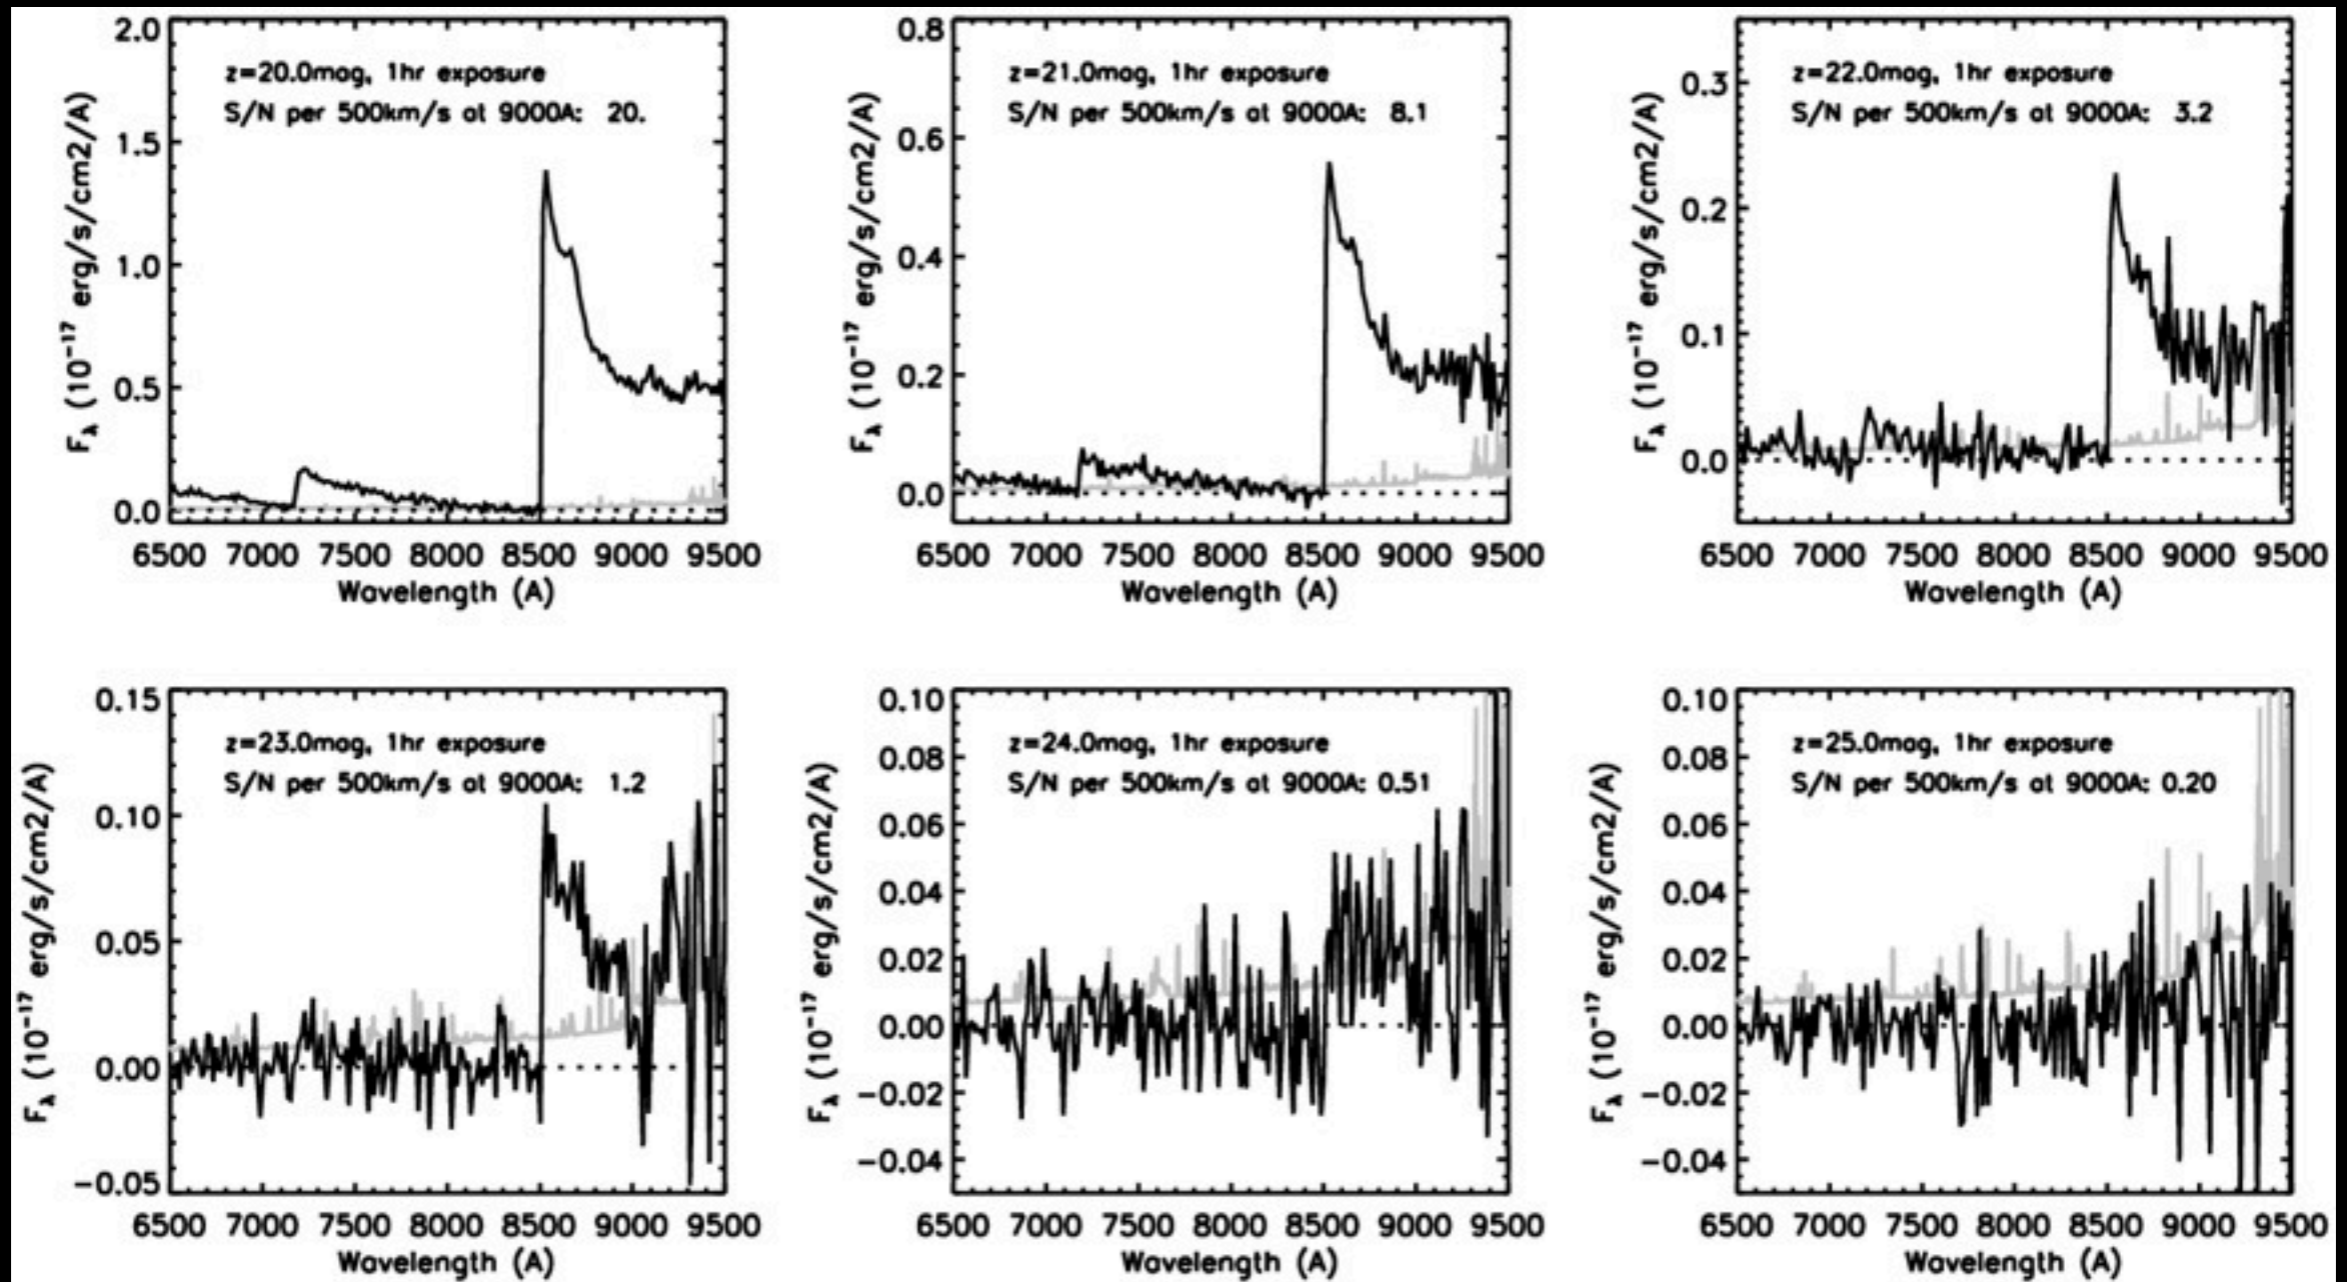 z=20.0mag, 1hr exposure
S/N per 500km/s at 9000A: 20.
Fλ (10⁻¹⁷ erg/s/cm2/A)
2.0
1.5
1.0
0.5
0.0
6500 7000 7500 8000 8500 9000 9500
Wavelength (A)
z=21.0mag, 1hr exposure
S/N per 500km/s at 9000A: 8.1
Fλ (10⁻¹⁷ erg/s/cm2/A)
0.8
0.6
0.4
0.2
0.0
6500 7000 7500 8000 8500 9000 9500
Wavelength (A)
z=22.0mag, 1hr exposure
S/N per 500km/s at 9000A: 3.2
Fλ (10⁻¹⁷ erg/s/cm2/A)
0.3
0.2
0.1
0.0
6500 7000 7500 8000 8500 9000 9500
Wavelength (A)
z=23.0mag, 1hr exposure
S/N per 500km/s at 9000A: 1.2
Fλ (10⁻¹⁷ erg/s/cm2/A)
0.15
0.10
0.05
0.00
−0.05
6500 7000 7500 8000 8500 9000 9500
Wavelength (A)
z=24.0mag, 1hr exposure
S/N per 500km/s at 9000A: 0.51
Fλ (10⁻¹⁷ erg/s/cm2/A)
0.10
0.08
0.06
0.04
0.02
0.00
−0.02
−0.04
6500 7000 7500 8000 8500 9000 9500
Wavelength (A)
z=25.0mag, 1hr exposure
S/N per 500km/s at 9000A: 0.20
Fλ (10⁻¹⁷ erg/s/cm2/A)
0.10
0.08
0.06
0.04
0.02
0.00
−0.02
−0.04
6500 7000 7500 8000 8500 9000 9500
Wavelength (A)